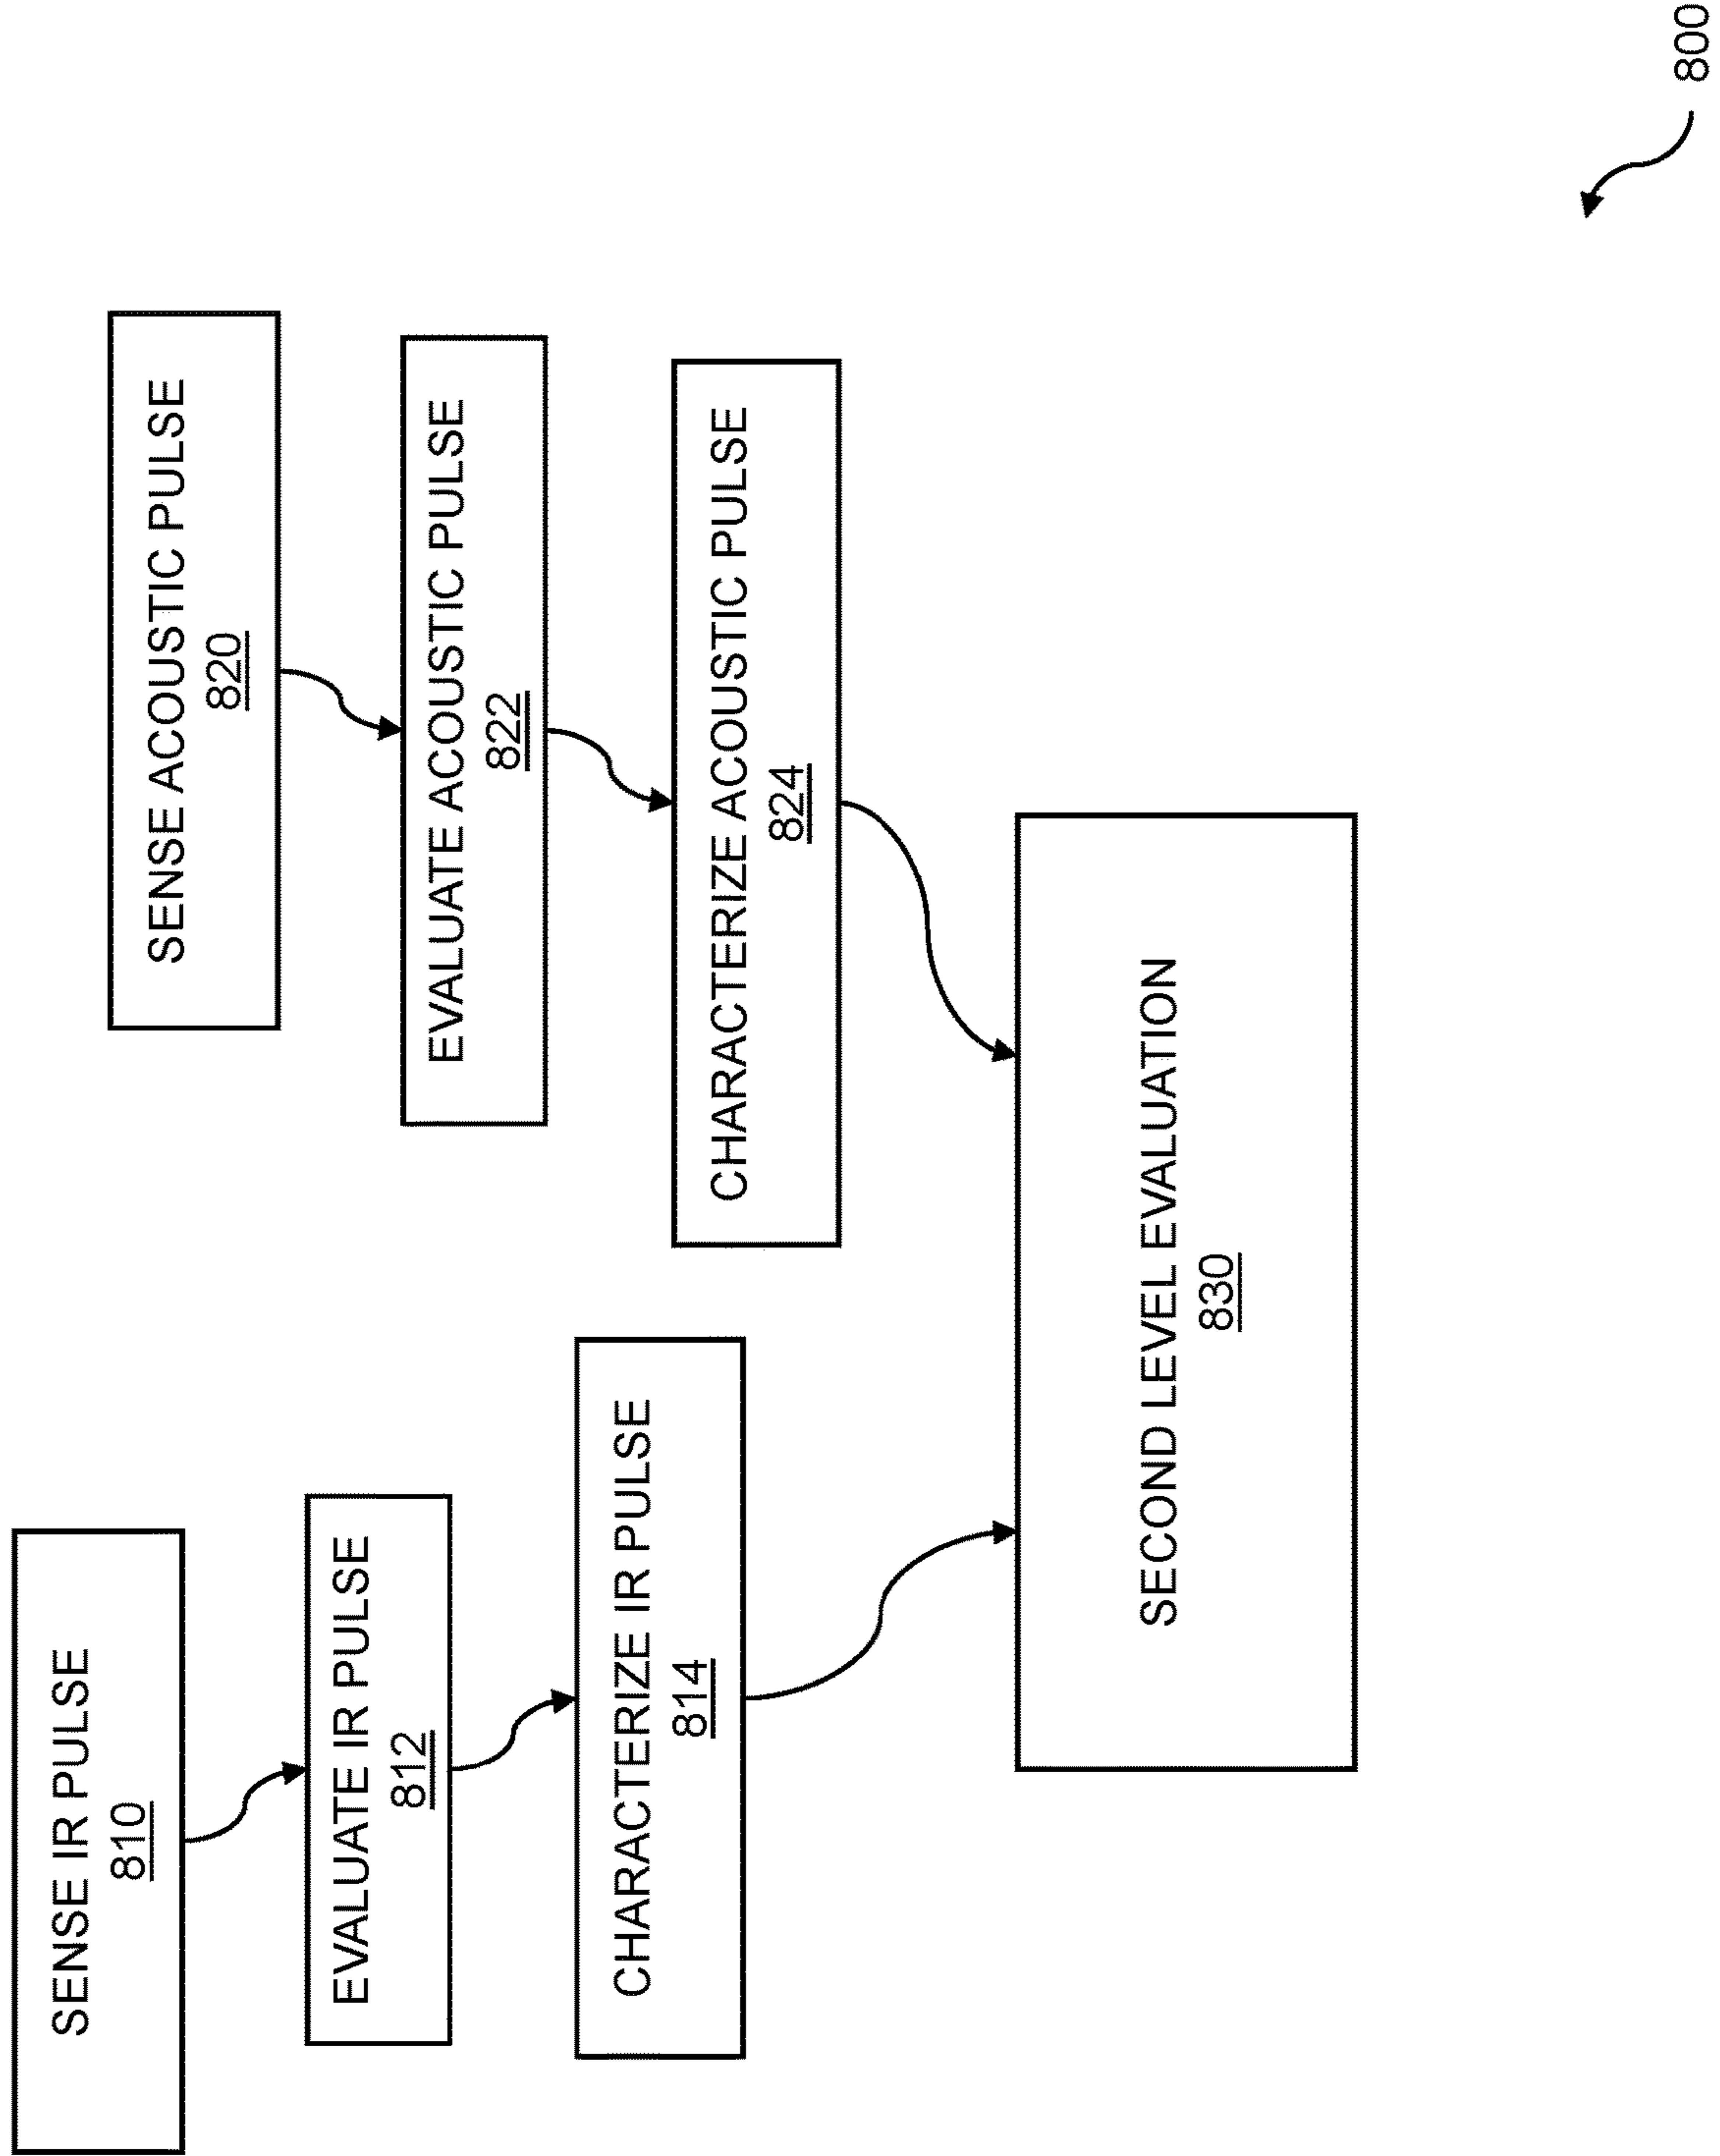 SENSE IR PULSE
810
EVALUATE IR PULSE
812
CHARACTERIZE IR PULSE
814
SENSE ACOUSTIC PULSE
820
EVALUATE ACOUSTIC PULSE
822
CHARACTERIZE ACOUSTIC PULSE
824
SECOND LEVEL EVALUATION
830
800